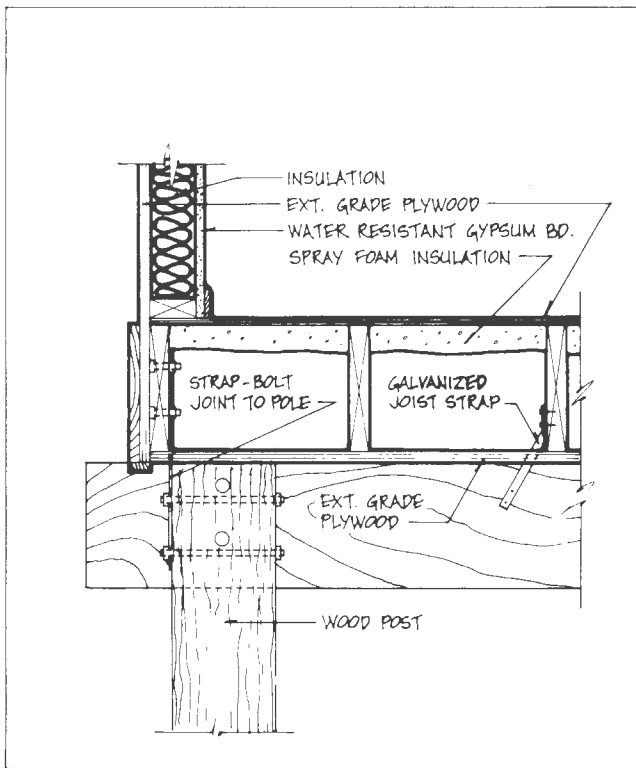 INSULATION
EXT. GRADE PLYWOOD
WATER RESISTANT GYPSUM BD.
SPRAY FOAM INSULATION
STRAP-BOLT
JOINT TO POLE
GALVANIZED
JOIST STRAP
EXT. GRADE
PLYWOOD
WOOD POST